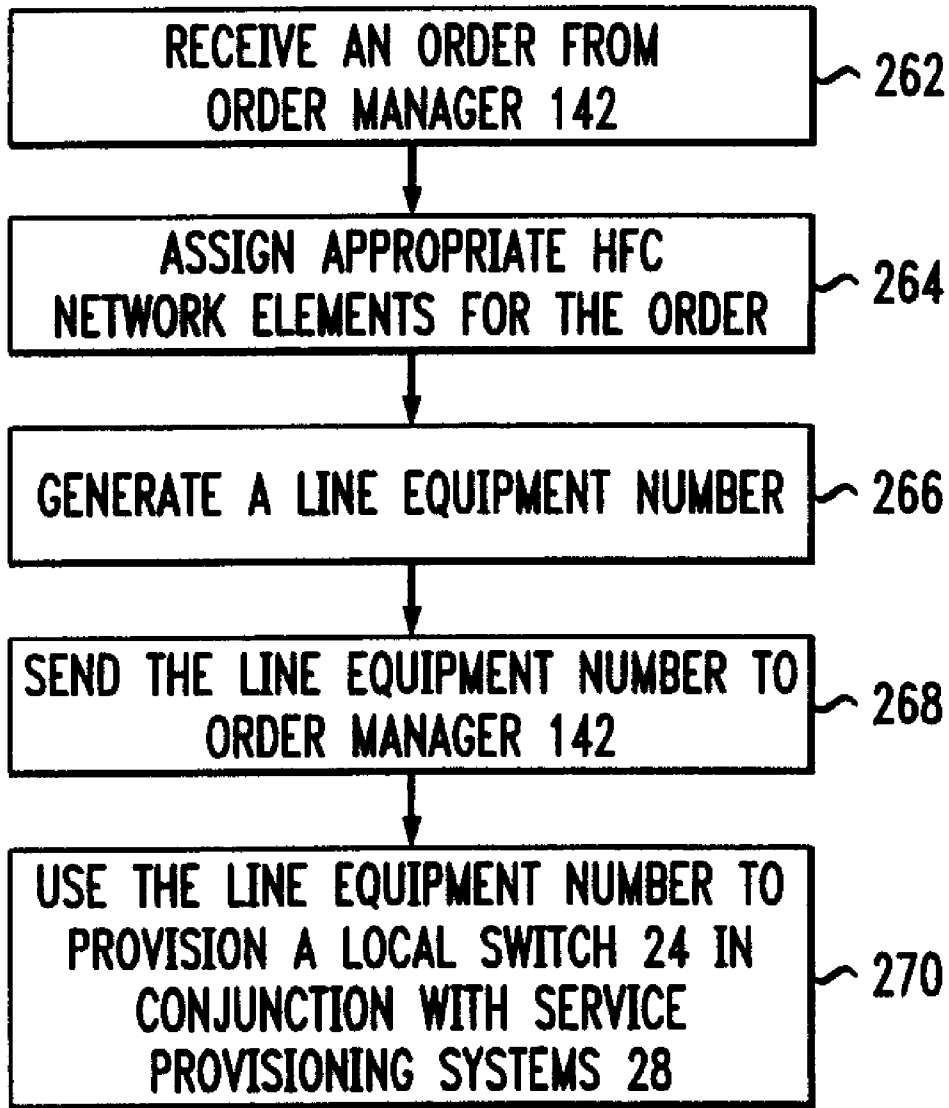 RECEIVE AN ORDER FROM
ORDER MANAGER 142
262
ASSIGN APPROPRIATE HFC
NETWORK ELEMENTS FOR THE ORDER
264
GENERATE A LINE EQUIPMENT NUMBER
266
SEND THE LINE EQUIPMENT NUMBER TO
ORDER MANAGER 142
268
USE THE LINE EQUIPMENT NUMBER TO
PROVISION A LOCAL SWITCH 24 IN
CONJUNCTION WITH SERVICE
PROVISIONING SYSTEMS 28
270